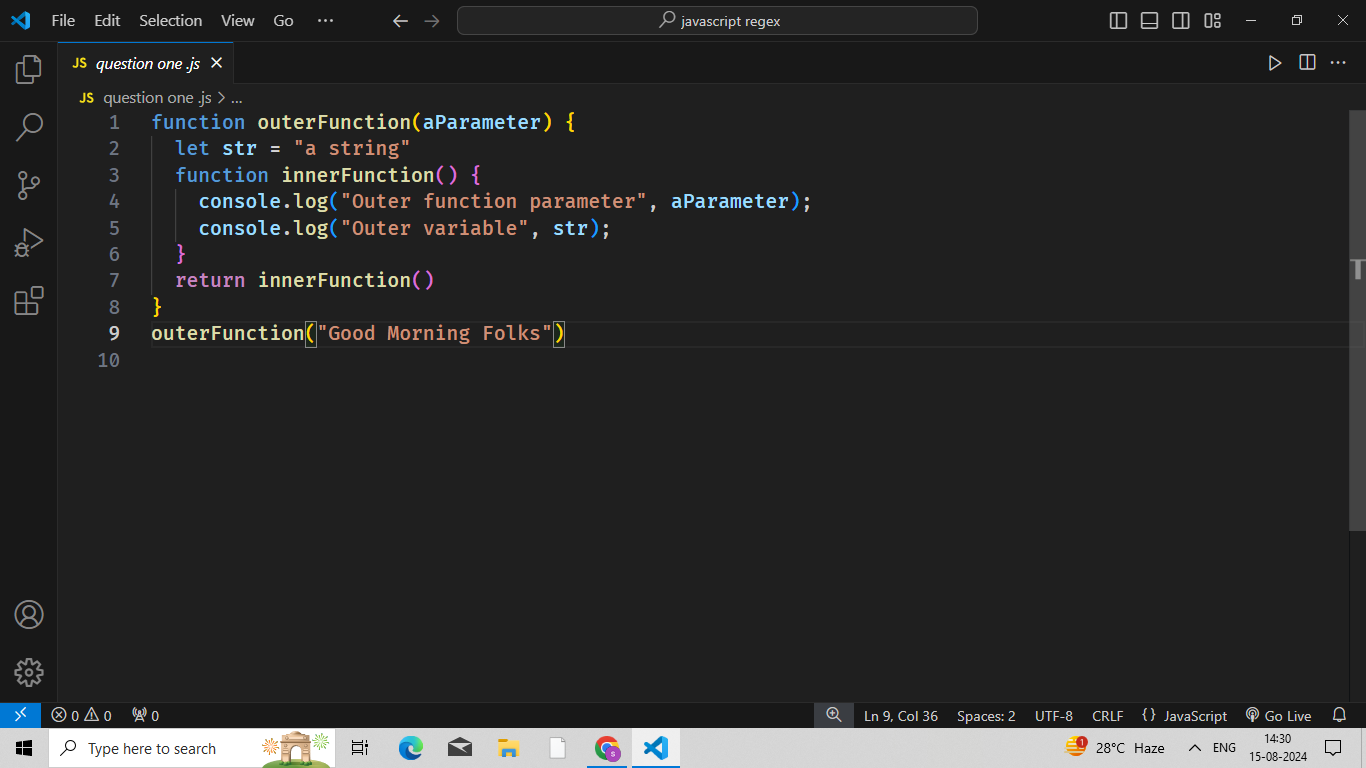 File Edit Selection View Go ··· javascript regex
JS question one .js
JS question one .js > ...
1 function outerFunction(aParameter) {
2 let str = "a string"
3 function innerFunction() {
4 console.log("Outer function parameter", aParameter);
5 console.log("Outer variable", str);
6 }
7 return innerFunction()
8 }
9 outerFunction("Good Morning Folks")
10
T
0 0 0 Ln 9, Col 36 Spaces: 2 UTF-8 CRLF {} JavaScript Go Live
Type here to search S 1 28°C Haze ENG 14:30
15-08-2024